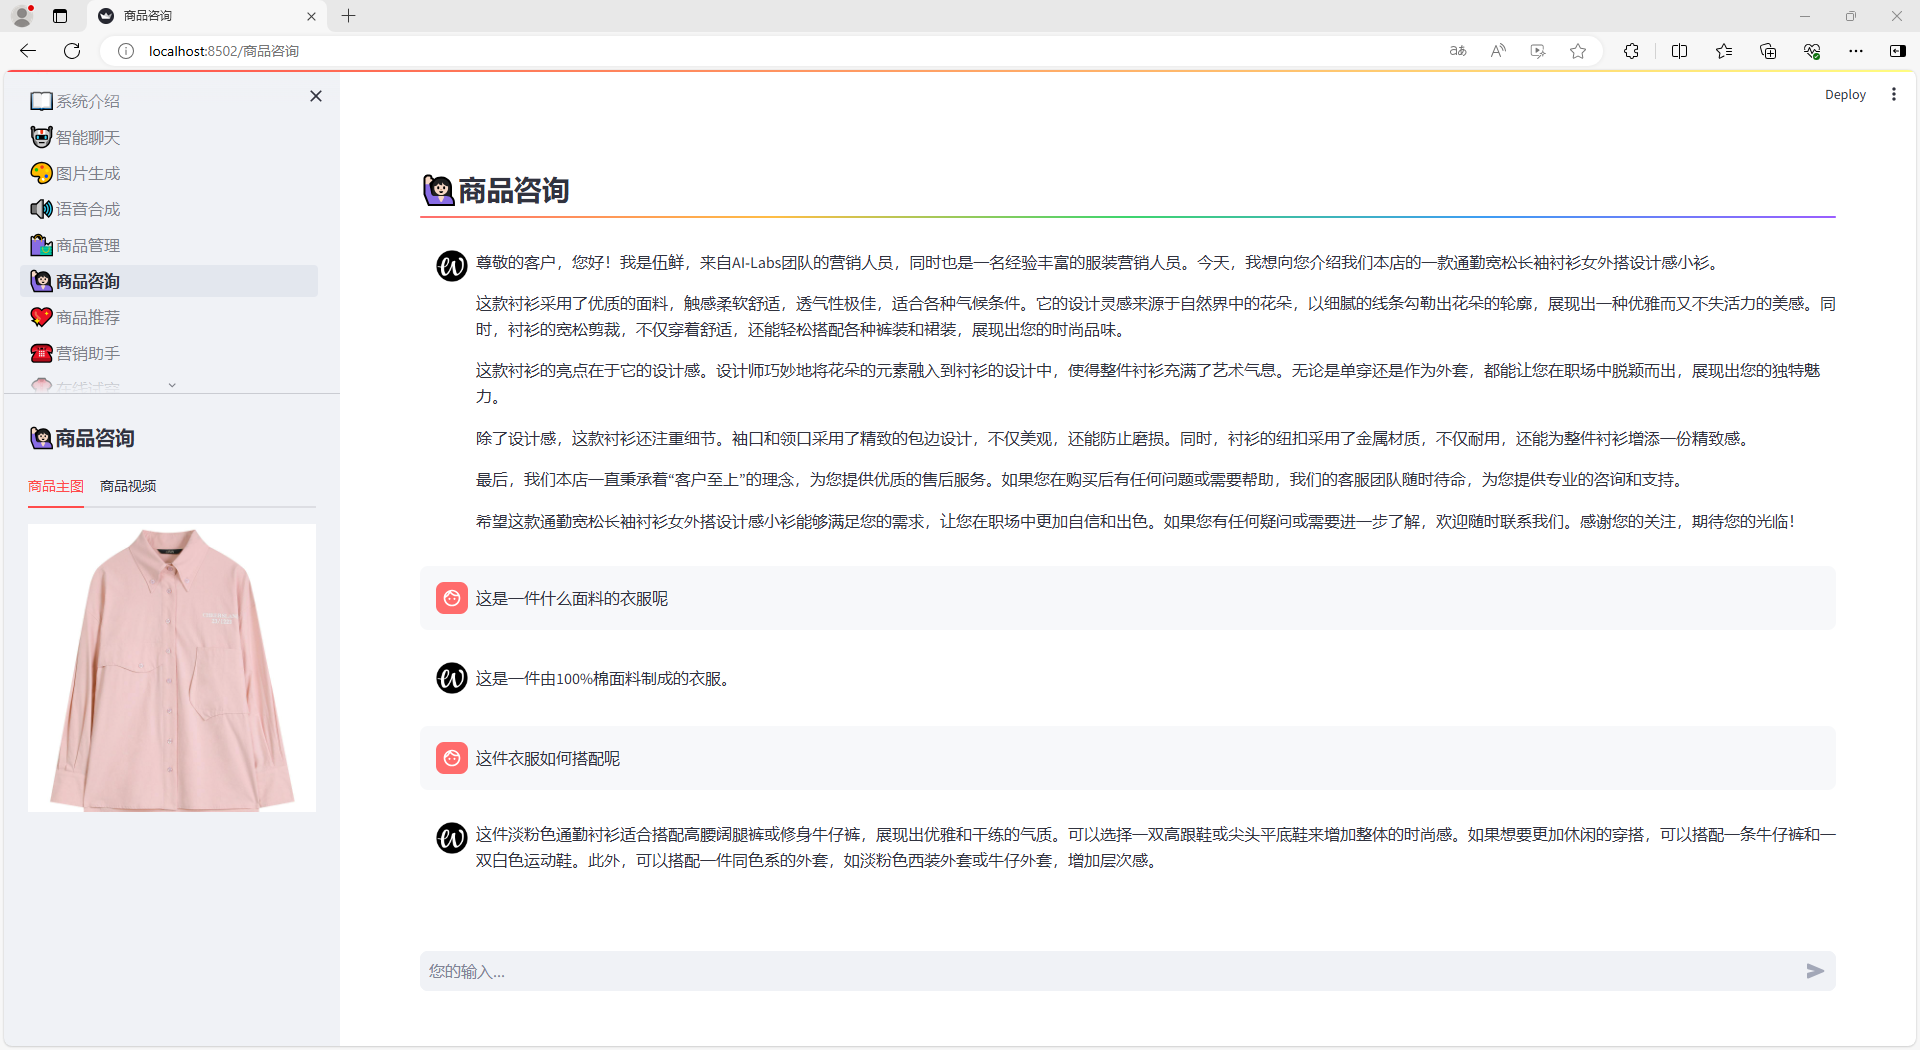 商品咨询
localhost:8502/商品咨询
Deploy
系统介绍
智能聊天
图片生成
语音合成
商品管理
商品咨询
商品推荐
营销助手
在线试穿
商品咨询
商品主图 商品视频
商品咨询
尊敬的客户，您好！我是伍鲜，来自AI-Labs团队的营销人员，同时也是一名经验丰富的服装营销人员。今天，我想向您介绍我们本店的一款通勤宽松长袖衬衫女外搭设计感小衫。
这款衬衫采用了优质的面料，触感柔软舒适，透气性极佳，适合各种气候条件。它的设计灵感来源于自然界中的花朵，以细腻的线条勾勒出花朵的轮廓，展现出一种优雅而又不失活力的美感。同
时，衬衫的宽松剪裁，不仅穿着舒适，还能轻松搭配各种裤装和裙装，展现出您的时尚品味。
这款衬衫的亮点在于它的设计感。设计师巧妙地将花朵的元素融入到衬衫的设计中，使得整件衬衫充满了艺术气息。无论是单穿还是作为外套，都能让您在职场中脱颖而出，展现出您的独特魅
力。
除了设计感，这款衬衫还注重细节。袖口和领口采用了精致的包边设计，不仅美观，还能防止磨损。同时，衬衫的纽扣采用了金属材质，不仅耐用，还能为整件衬衫增添一份精致感。
最后，我们本店一直秉承着“客户至上”的理念，为您提供优质的售后服务。如果您在购买后有任何问题或需要帮助，我们的客服团队随时待命，为您提供专业的咨询和支持。
希望这款通勤宽松长袖衬衫女外搭设计感小衫能够满足您的需求，让您在职场中更加自信和出色。如果您有任何疑问或需要进一步了解，欢迎随时联系我们。感谢您的关注，期待您的光临！
这是一件什么面料的衣服呢
这是一件由100%棉面料制成的衣服。
这件衣服如何搭配呢
这件淡粉色通勤衬衫适合搭配高腰阔腿裤或修身牛仔裤，展现出优雅和干练的气质。可以选择一双高跟鞋或尖头平底鞋来增加整体的时尚感。如果想要更加休闲的穿搭，可以搭配一条牛仔裤和一
双白色运动鞋。此外，可以搭配一件同色系的外套，如淡粉色西装外套或牛仔外套，增加层次感。
您的输入...